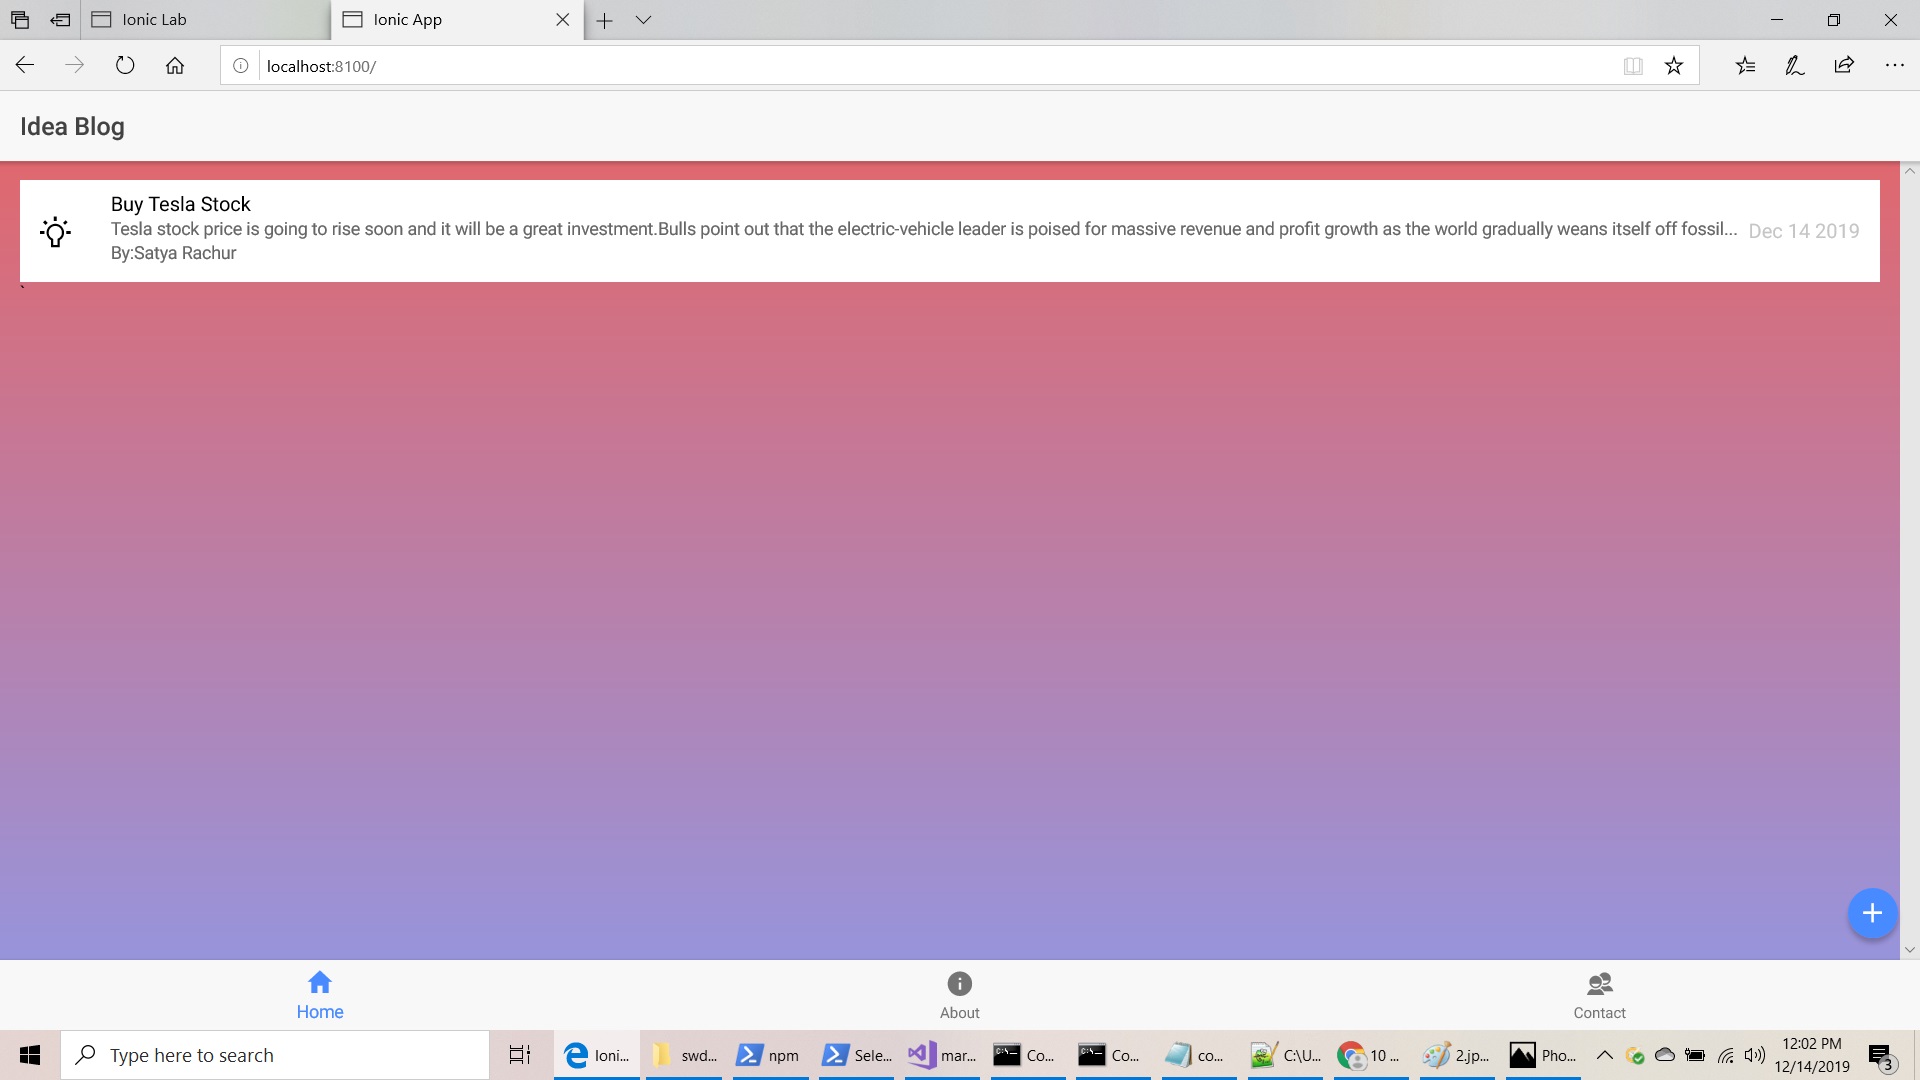 Ionic Lab
Ionic App
localhost:8100/
Idea Blog
Buy Tesla Stock
Tesla stock price is going to rise soon and it will be a great investment.Bulls point out that the electric-vehicle leader is poised for massive revenue and profit growth as the world gradually weans itself off fossil... Dec 14 2019
By:Satya Rachur
`
Home
About
Contact
Type here to search
Ioni...
swd...
npm
Sele...
mar...
Co...
Co...
co...
C:\U...
10 ...
2.jp...
Pho...
12:02 PM
12/14/2019
3